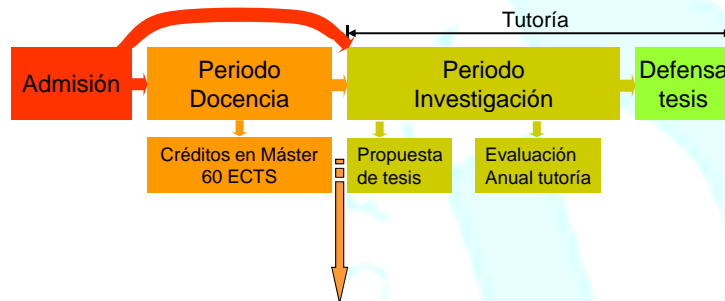 Tutoría
Admisión
Periodo
Docencia
Periodo
Investigación
Defensa
tesis
Créditos en Máster
60 ECTS
Propuesta
de tesis
Evaluación
Anual tutoría